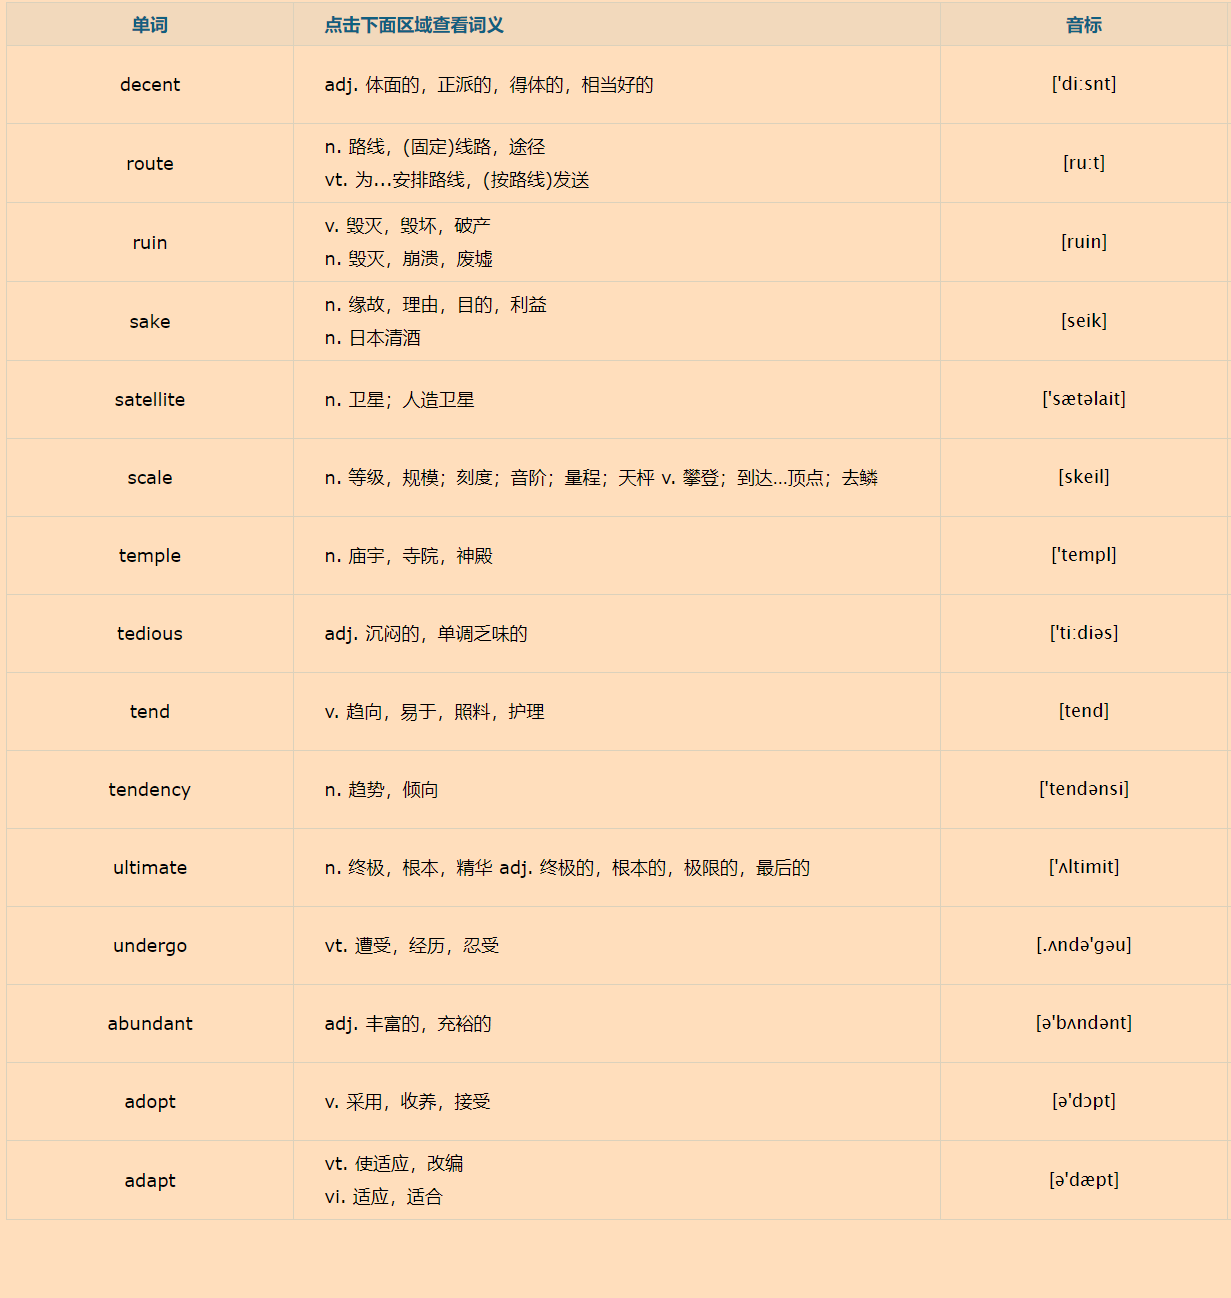 单词 点击下面区域查看词义 音标
decent adj. 体面的，正派的，得体的，相当好的 ['di:snt]
route n. 路线，(固定)线路，途径
vt. 为...安排路线，(按路线)发送 [ru:t]
ruin v. 毁灭，毁坏，破产
n. 毁灭，崩溃，废墟 [ruin]
sake n. 缘故，理由，目的，利益
n. 日本清酒 [seik]
satellite n. 卫星；人造卫星 ['sætəlait]
scale n. 等级，规模；刻度；音阶；量程；天枰 v. 攀登；到达…顶点；去鳞 [skeil]
temple n. 庙宇，寺院，神殿 ['templ]
tedious adj. 沉闷的，单调乏味的 ['ti:diəs]
tend v. 趋向，易于，照料，护理 [tend]
tendency n. 趋势，倾向 ['tendənsi]
ultimate n. 终极，根本，精华 adj. 终极的，根本的，极限的，最后的 ['ʌltimit]
undergo vt. 遭受，经历，忍受 [.ʌndə'gəu]
abundant adj. 丰富的，充裕的 [ə'bʌndənt]
adopt v. 采用，收养，接受 [ə'dɔpt]
adapt vt. 使适应，改编
vi. 适应，适合 [ə'dæpt]